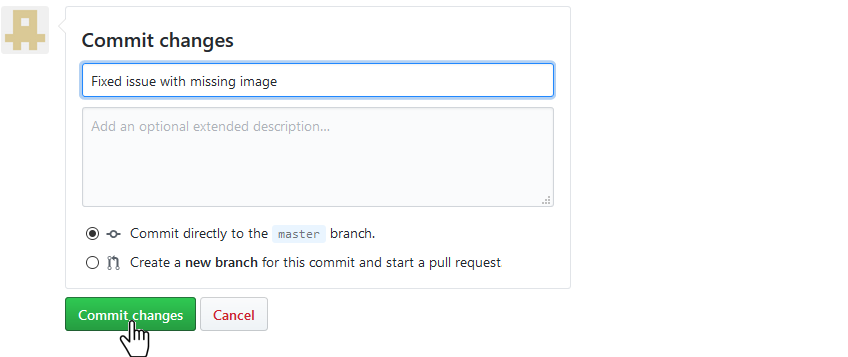 Commit changes
Fixed issue with missing image
Add an optional extended description...
Commit directly to the master branch.
Create a new branch for this commit and start a pull request
Commit changes Cancel